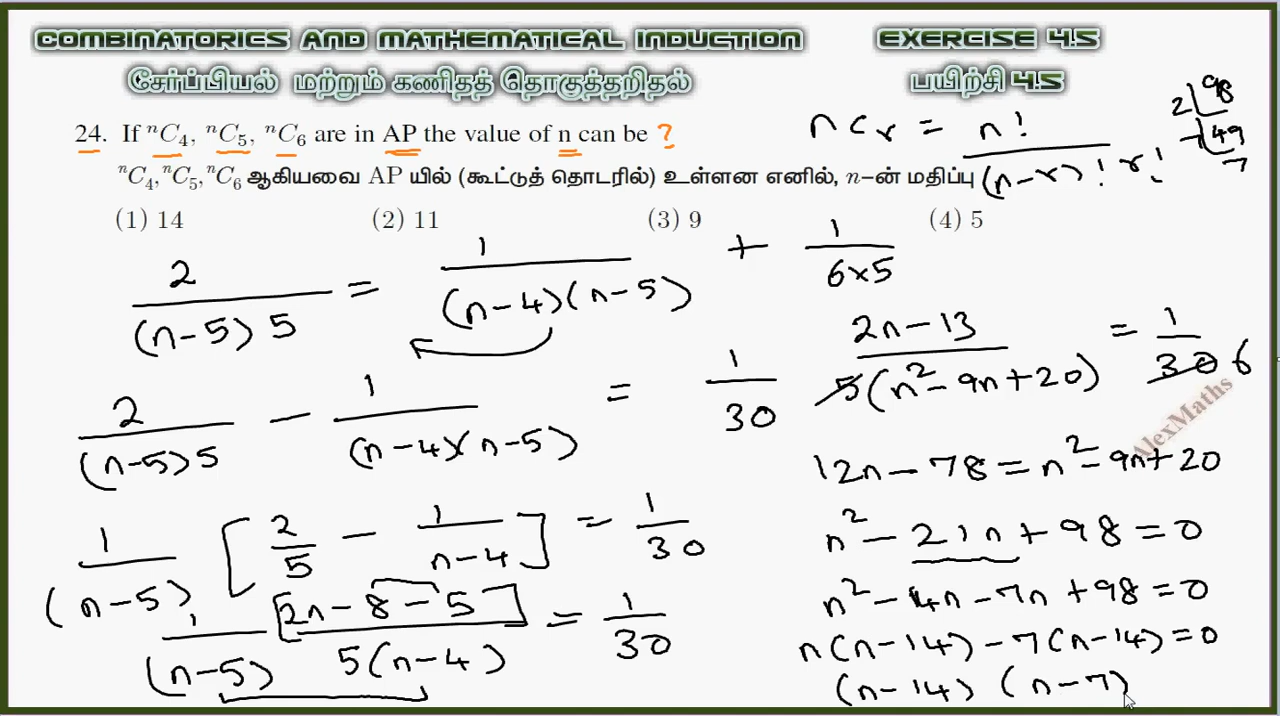 COMBINATORICS AND MATHEMATICAL INDUCTION
EXERCISE 4.5
சேர்ப்பியல் மற்றும் கணிதத் தொகுத்தறிதல்
பயிற்சி 4.5
24. If ⁿC₄, ⁿC₅, ⁿC₆ are in AP the value of n can be ?
ⁿC₄,ⁿC₅,ⁿC₆ ஆகியவை AP யில் (கூட்டுத் தொடரில்) உள்ளன எனில், n-ன் மதிப்பு
(1) 14 (2) 11 (3) 9 (4) 5
nCr = n! / (n-r)! r!
2 | 98
7 | 49
7
2 / (n-5) 5 = 1 / (n-4)(n-5) + 1 / 6×5
2 / (n-5) 5 - 1 / (n-4)(n-5) = 1 / 30
1 / (n-5) [2/5 - 1 / n-4] = 1 / 30
1 / (n-5) [2n-8-5] / 5(n-4) = 1 / 30
2n-13 / 5(n²-9n+20) = 1 / 30 6
12n-78 = n²-9n+20
n²-21n+98=0
n²-14n-7n+98=0
n(n-14)-7(n-14)=0
(n-14) (n-7)
AlexMaths